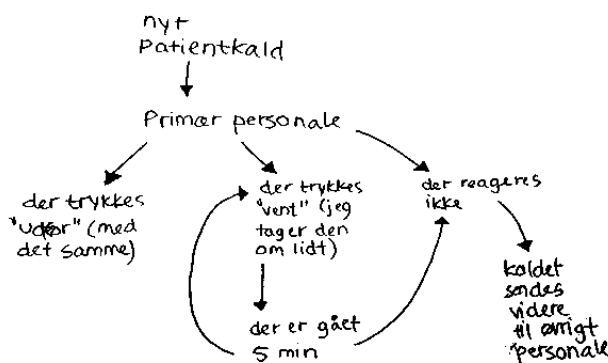 nyt
Patientkald
Primær personale
der trykkes
"udfør" (med
det samme)
der trykkes
"vent" (jeg
tager den
om lidt)
der er gået
5 min
der reageres
ikke
kaldet
sendes
videre
til øvrigt
personale